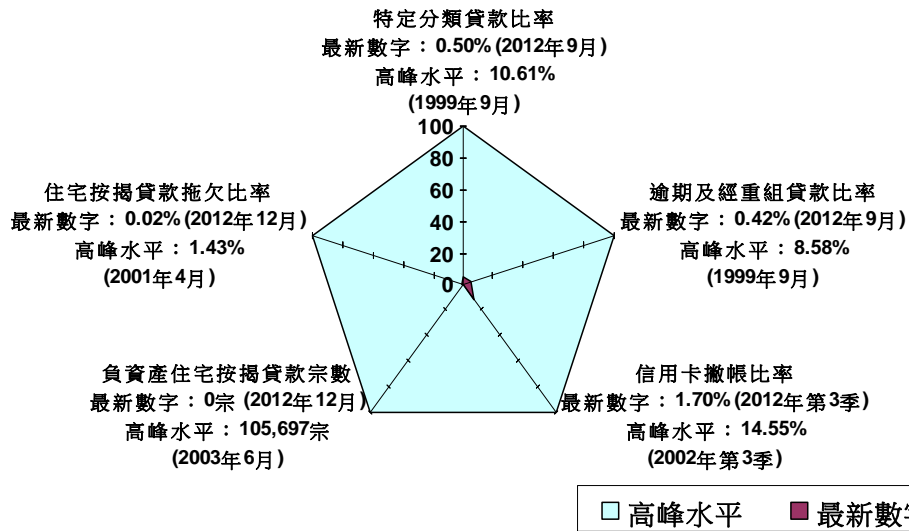 特定分類貸款比率
最新數字：0.50% (2012年9月)
高峰水平：10.61%
(1999年9月)
100
80
60
40
20
0
住宅按揭貸款拖欠比率
最新數字：0.02% (2012年12月)
高峰水平：1.43%
(2001年4月)
逾期及經重組貸款比率
最新數字：0.42% (2012年9月)
高峰水平：8.58%
(1999年9月)
負資產住宅按揭貸款宗數
最新數字：0宗 (2012年12月)
高峰水平：105,697宗
(2003年6月)
信用卡撇帳比率
最新數字：1.70% (2012年第3季)
高峰水平：14.55%
(2002年第3季)
高峰水平 最新數